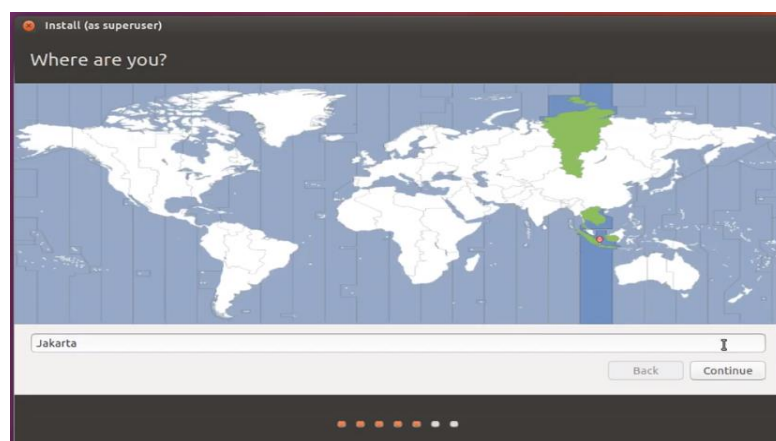 Install (as superuser)
Where are you?
Jakarta
Back
Continue